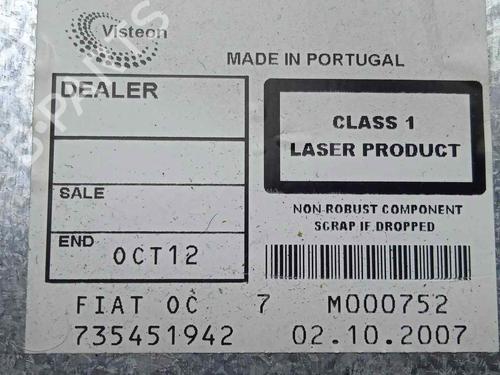 Visteon
MADE IN PORTUGAL
DEALER
CLASS 1
LASER PRODUCT
SALE
NON-ROBUST COMPONENT
SCRAP IF DROPPED
END
OCT12
FIAT OC 7 M000752
735451942 02.10.2007